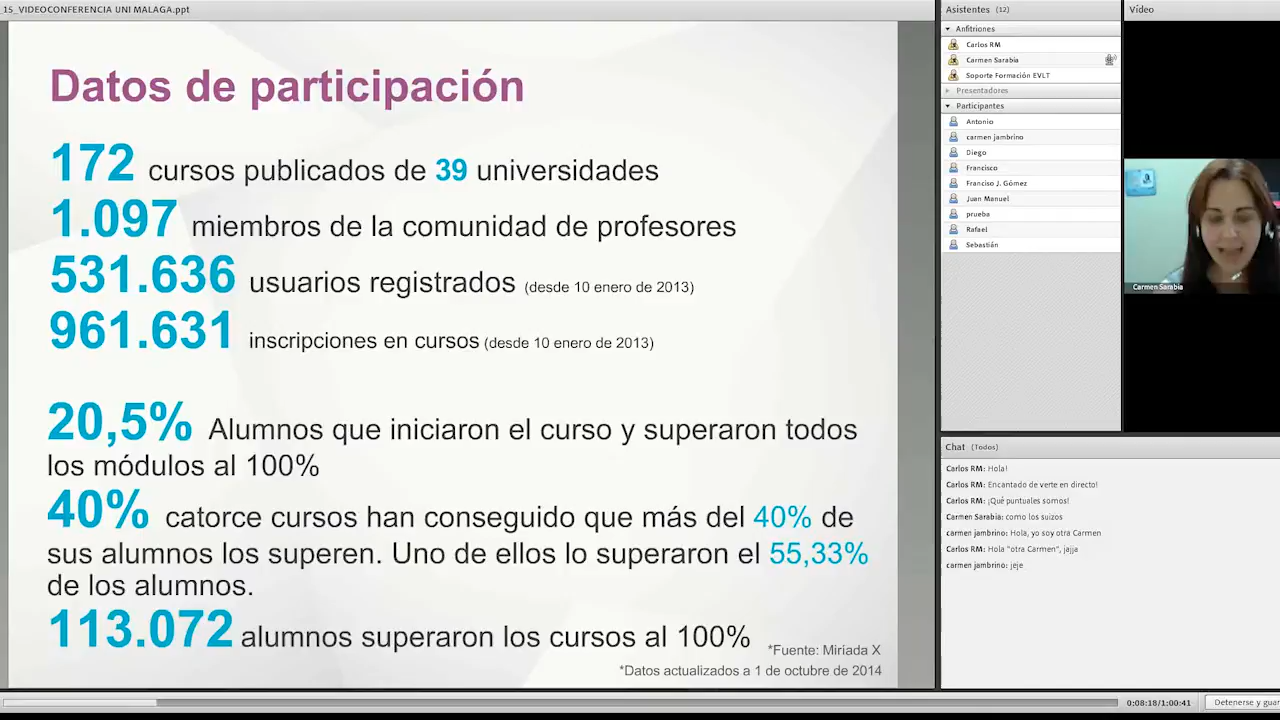 _15_VIDEOCONFERENCIA UNI MALAGA.ppt
Datos de participación
172 cursos publicados de 39 universidades
1.097 miembros de la comunidad de profesores
531.636 usuarios registrados (desde 10 enero de 2013)
961.631 inscripciones en cursos (desde 10 enero de 2013)
20,5% Alumnos que iniciaron el curso y superaron todos
los módulos al 100%
40% catorce cursos han conseguido que más del 40% de
sus alumnos los superen. Uno de ellos lo superaron el 55,33%
de los alumnos.
113.072 alumnos superaron los cursos al 100%
*Fuente: Miriada X
*Datos actualizados a 1 de octubre de 2014
Asistentes (12)
Anfitriones
Carlos RM
Carmen Sarabia
Soporte Formación EVLT
Presentadores
Participantes
Antonio
carmen jambrino
Diego
Francisco
Franciso J. Gómez
Juan Manuel
prueba
Rafael
Sebastián
Vídeo
Carmen Sarabia
Chat (Todos)
Carlos RM: Hola!
Carlos RM: Encantado de verte en directo!
Carlos RM: ¡Qué puntuales somos!
Carmen Sarabia: como los suizos
carmen jambrino: Hola, yo soy otra Carmen
Carlos RM: Hola "otra Carmen", jajja
carmen jambrino: jeje
0:08:18/1:00:41
Detenerse y guar